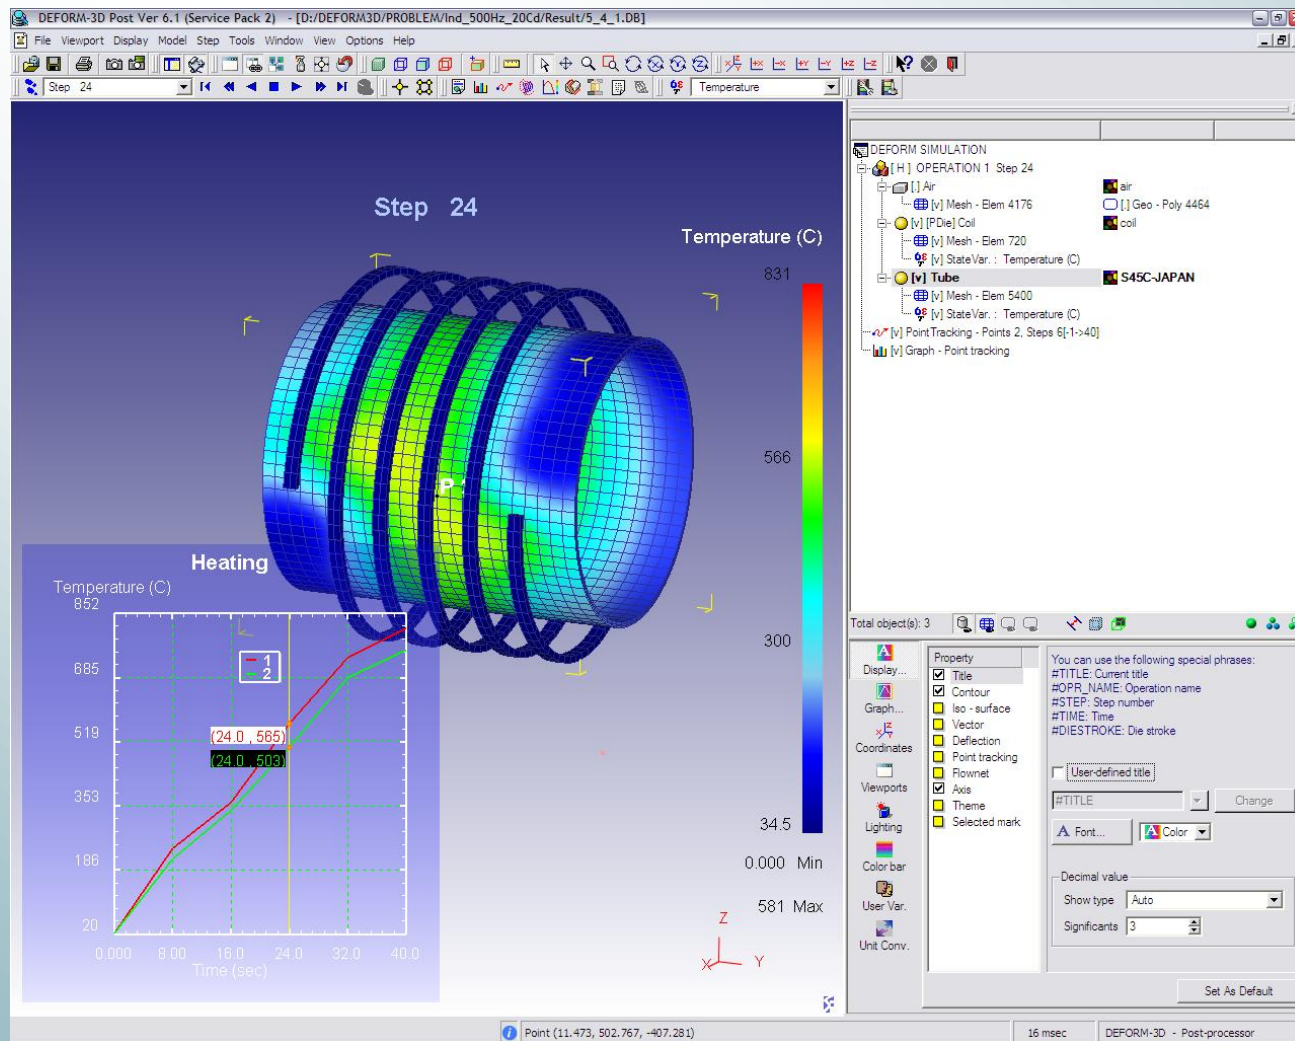 DEFORM-3D Post Ver 6.1 (Service Pack 2) - [D:/DEFORM3D/PROBLEM/Ind_500Hz_20Cd/Result/5_4_1.DB]
File Viewport Display Model Step Tools Window View Options Help
Step 24
Temperature
Step 24
Temperature (C)
831
566
300
34.5
0.000 Min
581 Max
P
Z
X
Y
Heating
Temperature (C)
852
685
519
353
186
20
1
2
(24.0 , 565)
(24.0 , 503)
0.000 8.00 16.0 24.0 32.0 40.0
Time (sec)
DEFORM SIMULATION
[H] OPERATION 1 Step 24
[.] Air air
[v] Mesh - Elem 4176 [.] Geo - Poly 4464
[v] [PDie] Coil coil
[v] Mesh - Elem 720
[v] StateVar. : Temperature (C)
[v] Tube S45C-JAPAN
[v] Mesh - Elem 5400
[v] StateVar. : Temperature (C)
[v] PointTracking - Points 2, Steps 6[-1->40]
[v] Graph - Point tracking
Total object(s): 3
Display...
Graph...
Coordinates
Viewports
Lighting
Color bar
User Var.
Unit Conv.
Property
Title
Contour
Iso - surface
Vector
Deflection
Point tracking
Flownet
Axis
Theme
Selected mark
You can use the following special phrases:
#TITLE: Current title
#OPR_NAME: Operation name
#STEP: Step number
#TIME: Time
#DIESTROKE: Die stroke
User-defined title
#TITLE Change
A Font... A Color
Decimal value
Show type Auto
Significants 3
Set As Default
Point (11.473, 502.767, -407.281)
16 msec
DEFORM-3D - Post-processor